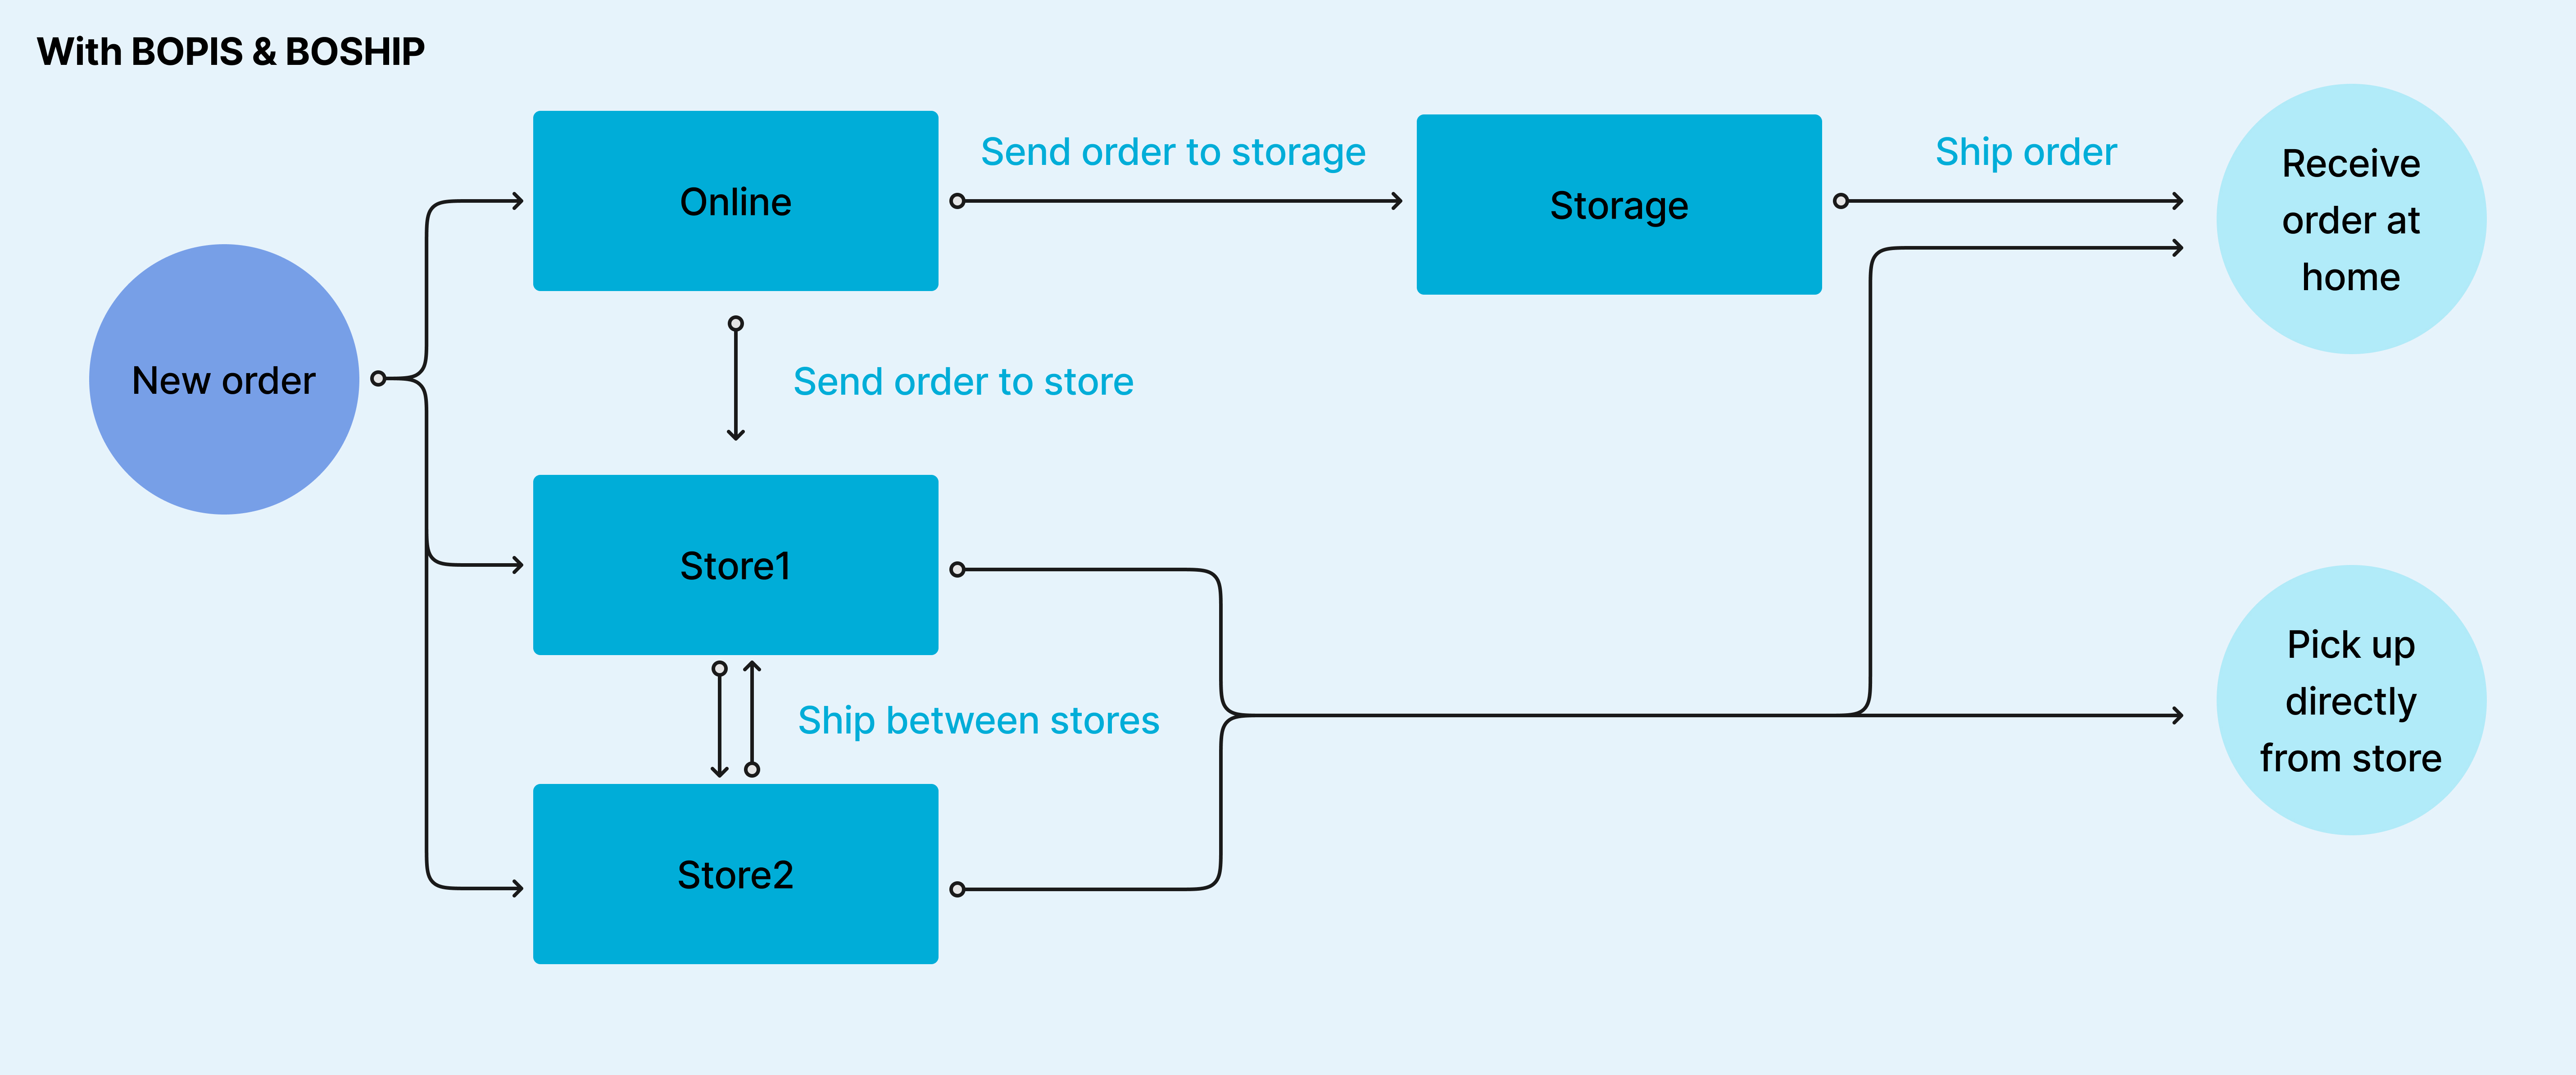 With BOPIS & BOSHIP
Online
Send order to storage
Storage
Ship order
Receive
order at
home
New order
Send order to store
Store1
Ship between stores
Store2
Pick up
directly
from store